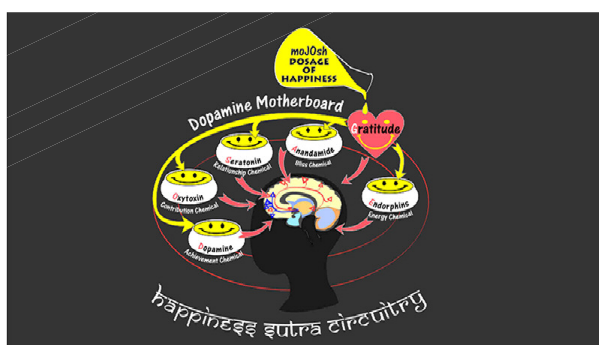 moJOsh
DOSAGE
OF
HAPPINESS
Dopamine Motherboard
Gratitude
Seratonin
Relationship Chemical
Anandamide
Bliss Chemical
Oxytoxin
Contribution Chemical
Endorphins
Energy Chemical
Dopamine
Achievement Chemical
happiness sutra circuitry